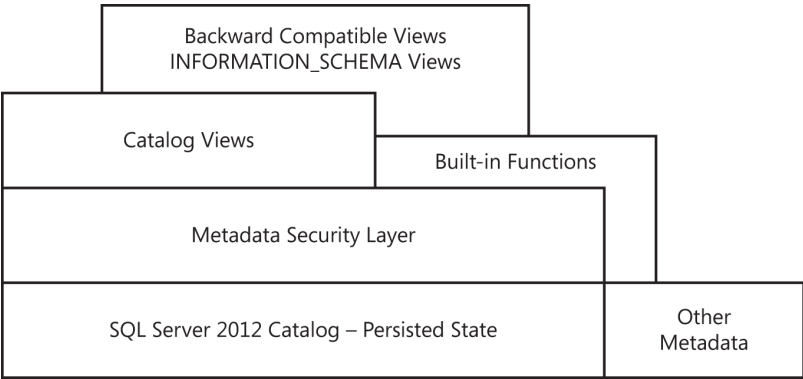 Backward Compatible Views
INFORMATION_SCHEMA Views
Catalog Views
Built-in Functions
Metadata Security Layer
SQL Server 2012 Catalog – Persisted State
Other
Metadata